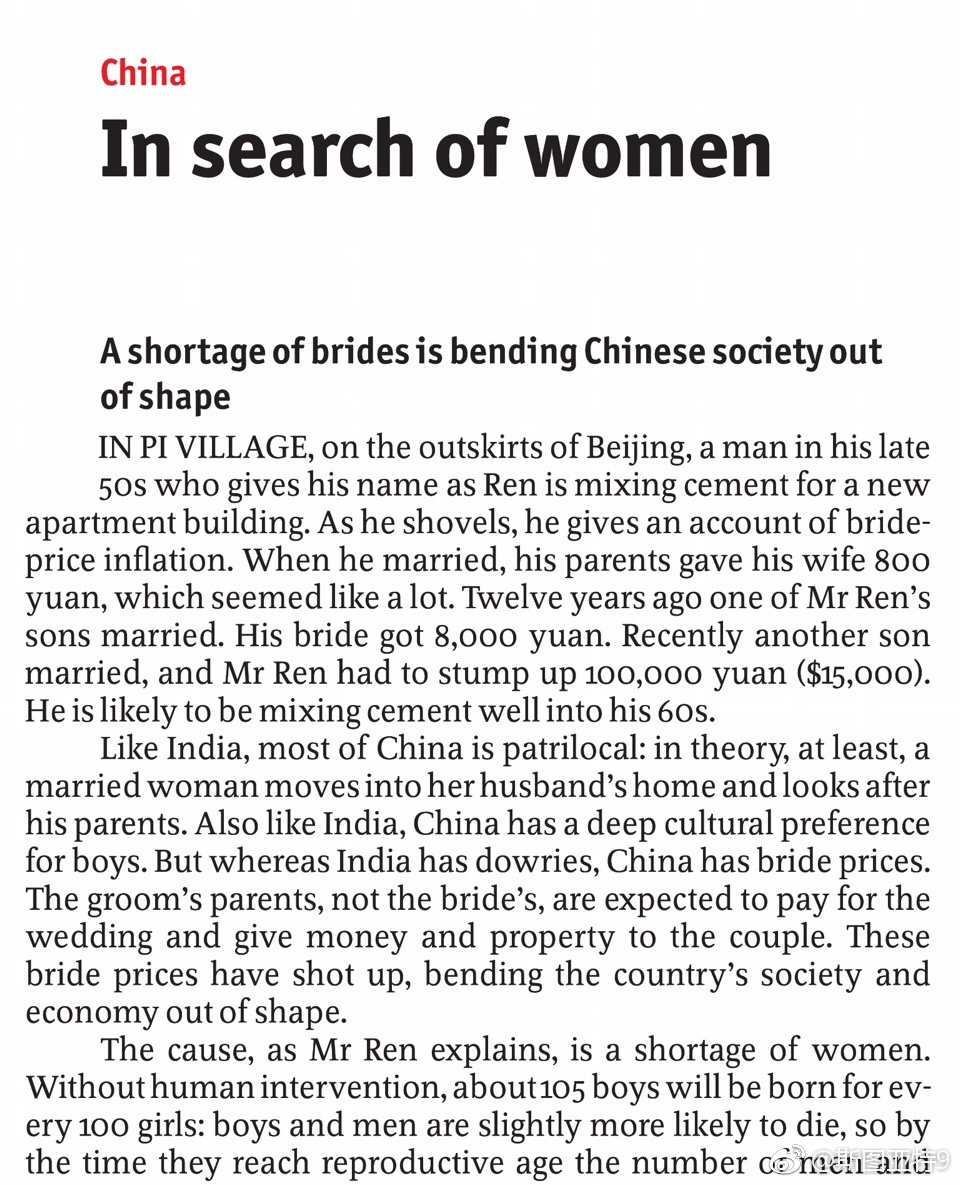 China
In search of women
A shortage of brides is bending Chinese society out
of shape
IN PI VILLAGE, on the outskirts of Beijing, a man in his late
50s who gives his name as Ren is mixing cement for a new
apartment building. As he shovels, he gives an account of bride-
price inflation. When he married, his parents gave his wife 800
yuan, which seemed like a lot. Twelve years ago one of Mr Ren’s
sons married. His bride got 8,000 yuan. Recently another son
married, and Mr Ren had to stump up 100,000 yuan ($15,000).
He is likely to be mixing cement well into his 60s.
Like India, most of China is patrilocal: in theory, at least, a
married woman moves into her husband’s home and looks after
his parents. Also like India, China has a deep cultural preference
for boys. But whereas India has dowries, China has bride prices.
The groom’s parents, not the bride’s, are expected to pay for the
wedding and give money and property to the couple. These
bride prices have shot up, bending the country’s society and
economy out of shape.
The cause, as Mr Ren explains, is a shortage of women.
Without human intervention, about 105 boys will be born for ev-
ery 100 girls: boys and men are slightly more likely to die, so by
the time they reach reproductive age the number of men and
@斯图亚特9